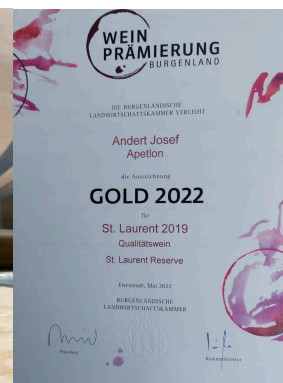 WEIN
PRÄMIERUNG
BURGENLAND
DIE BURGENLÄNDISCHE
LANDWIRTSCHAFTSKAMMER VERLEIHT
Andert Josef
Apetlon
die Auszeichnung
GOLD 2022
für
St. Laurent 2019
Qualitätswein
St. Laurent Reserve
Eisenstadt, Mai 2022
BURGENLÄNDISCHE
LANDWIRTSCHAFTSKAMMER
Präsident
Kammerdirektor